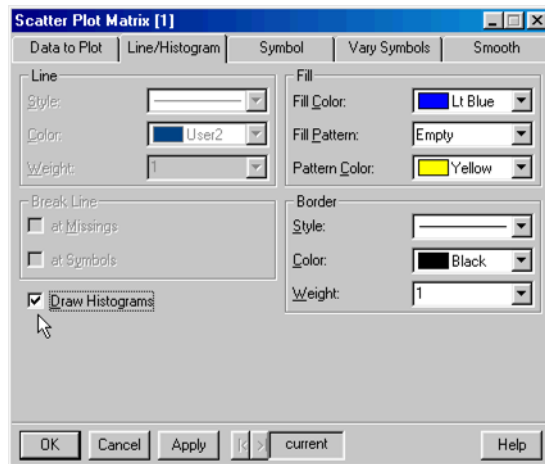 Scatter Plot Matrix [1]
Data to Plot
Line/Histogram
Symbol
Vary Symbols
Smooth
Line
Style:
Color:
User2
Weight:
1
Break Line
at Missings
at Symbols
Draw Histograms
Fill
Fill Color:
Lt Blue
Fill Pattern:
Empty
Pattern Color:
Yellow
Border
Style:
Color:
Black
Weight:
1
OK
Cancel
Apply
current
Help